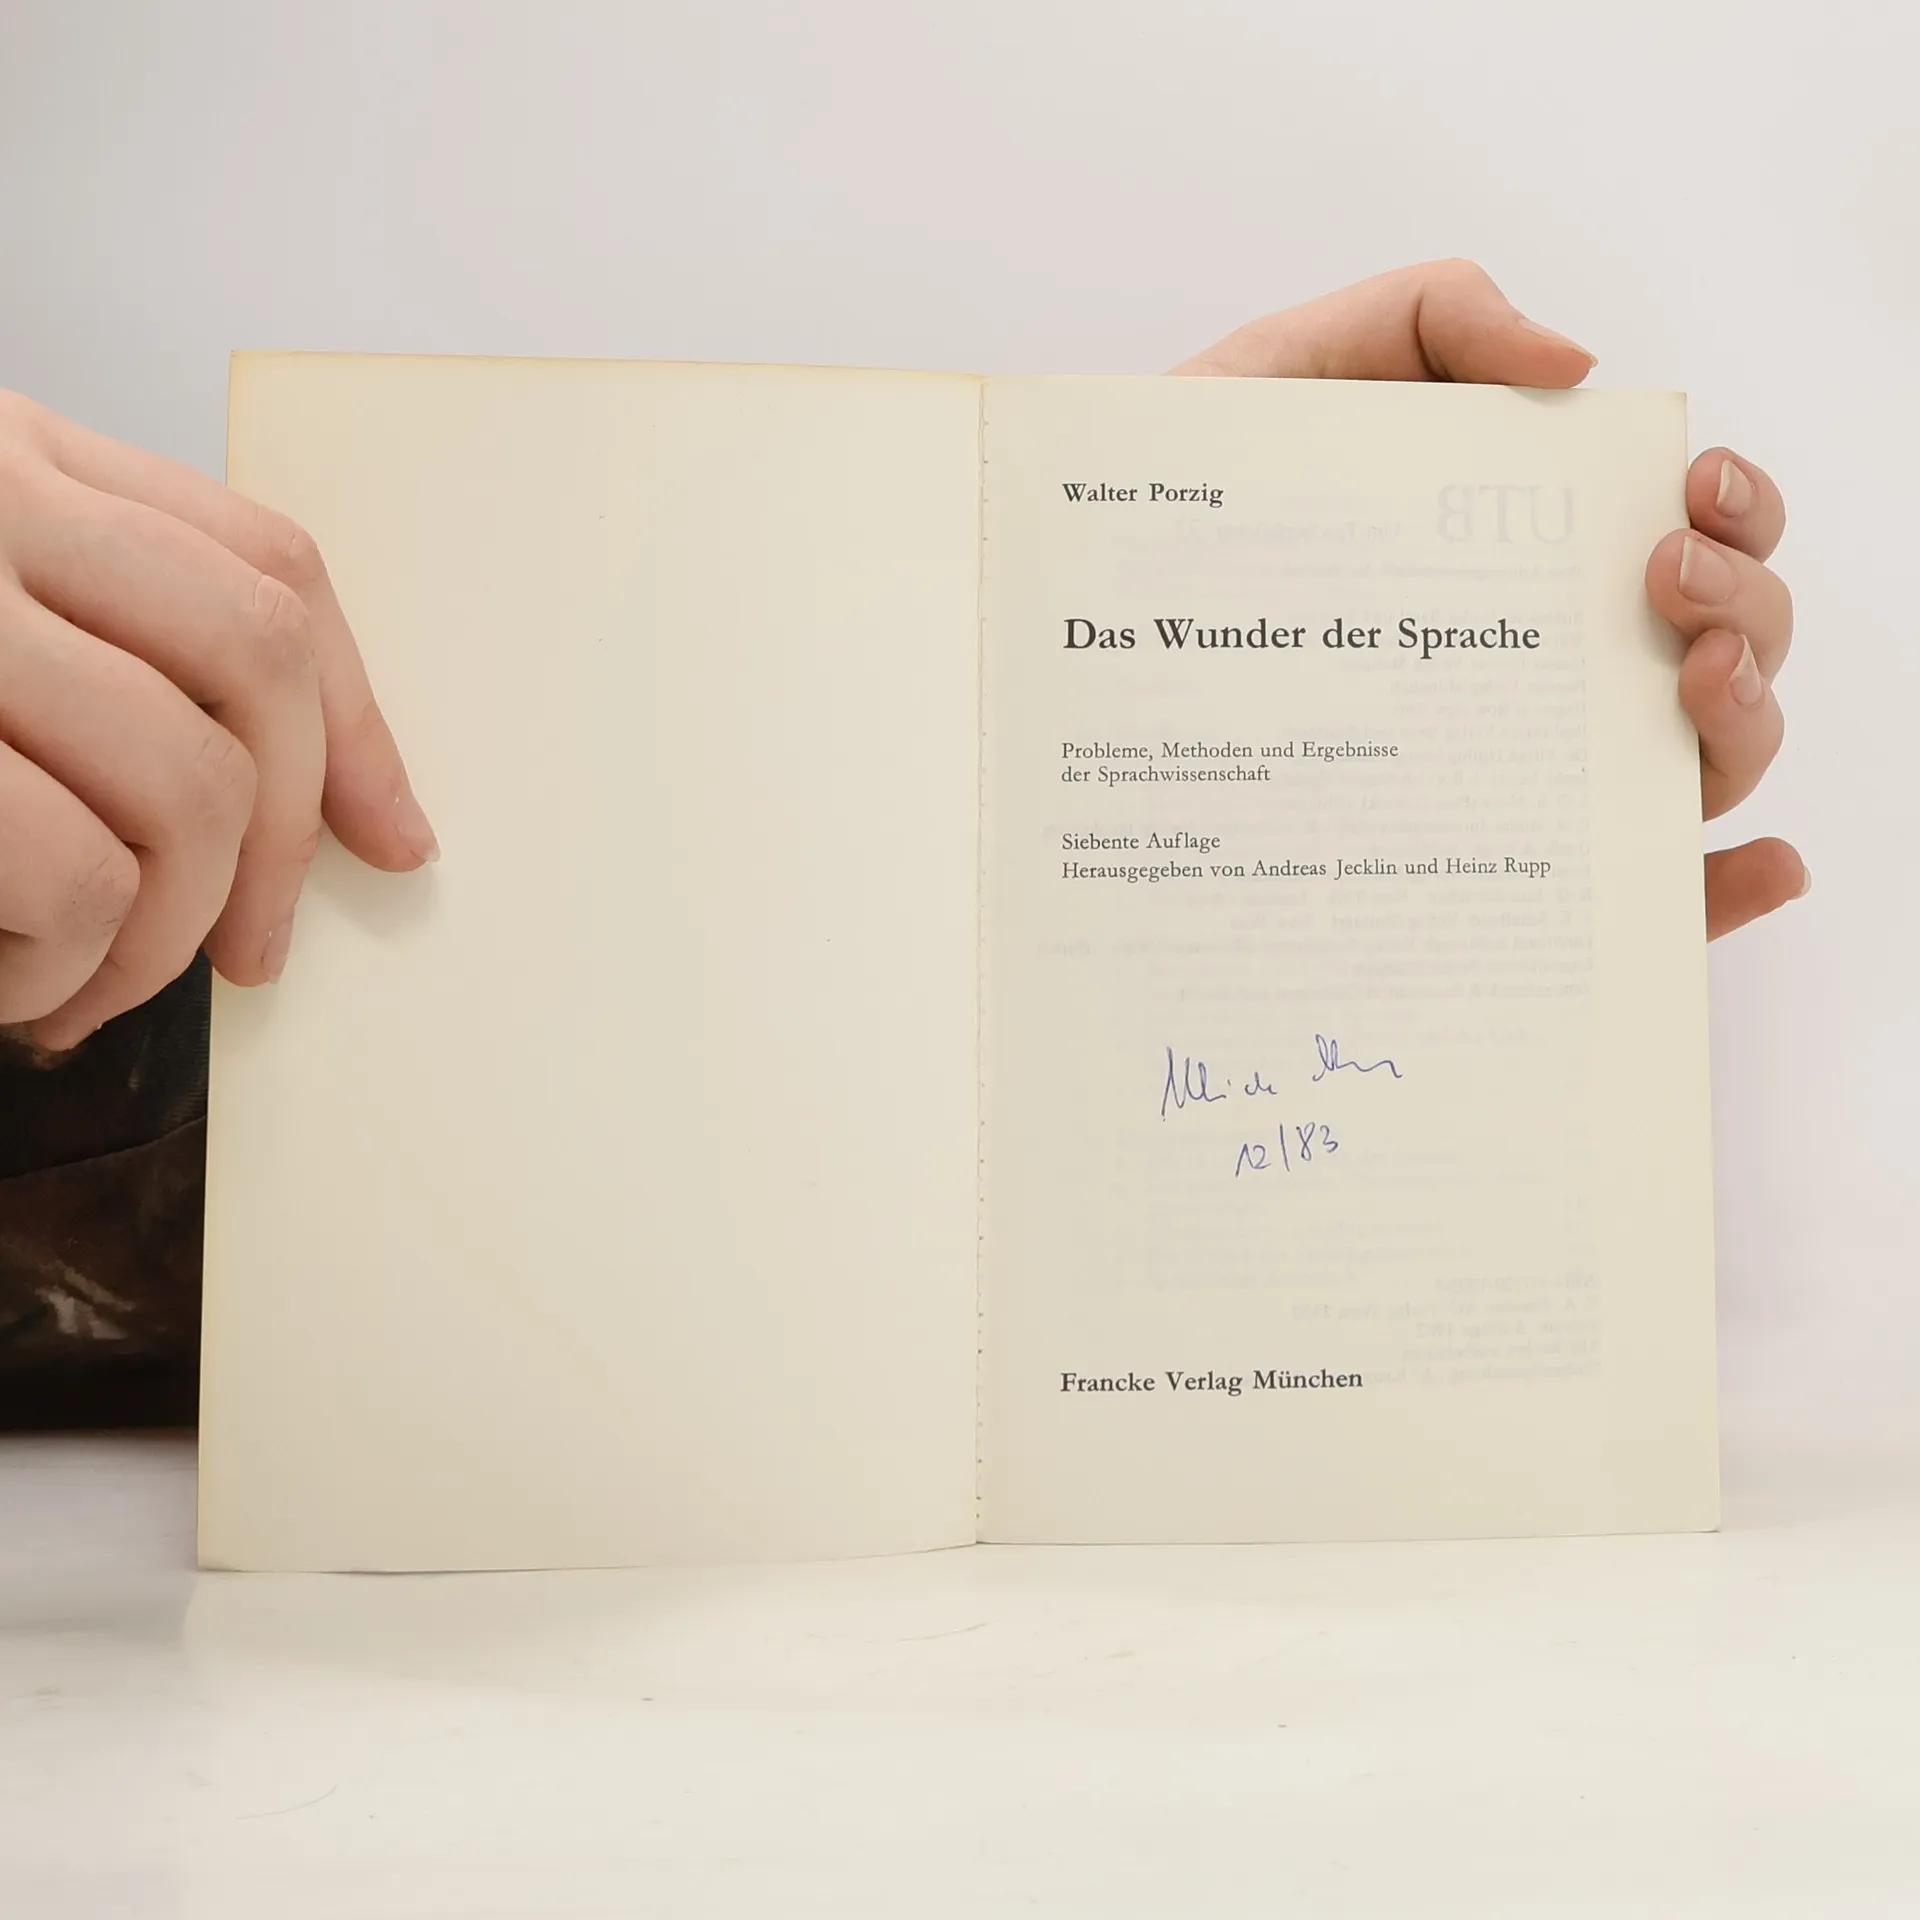 Walter Porzig
Das Wunder der Sprache
Probleme, Methoden und Ergebnisse
der Sprachwissenschaft
Siebente Auflage
Herausgegeben von Andreas Jecklin und Heinz Rupp
12/83
Francke Verlag München